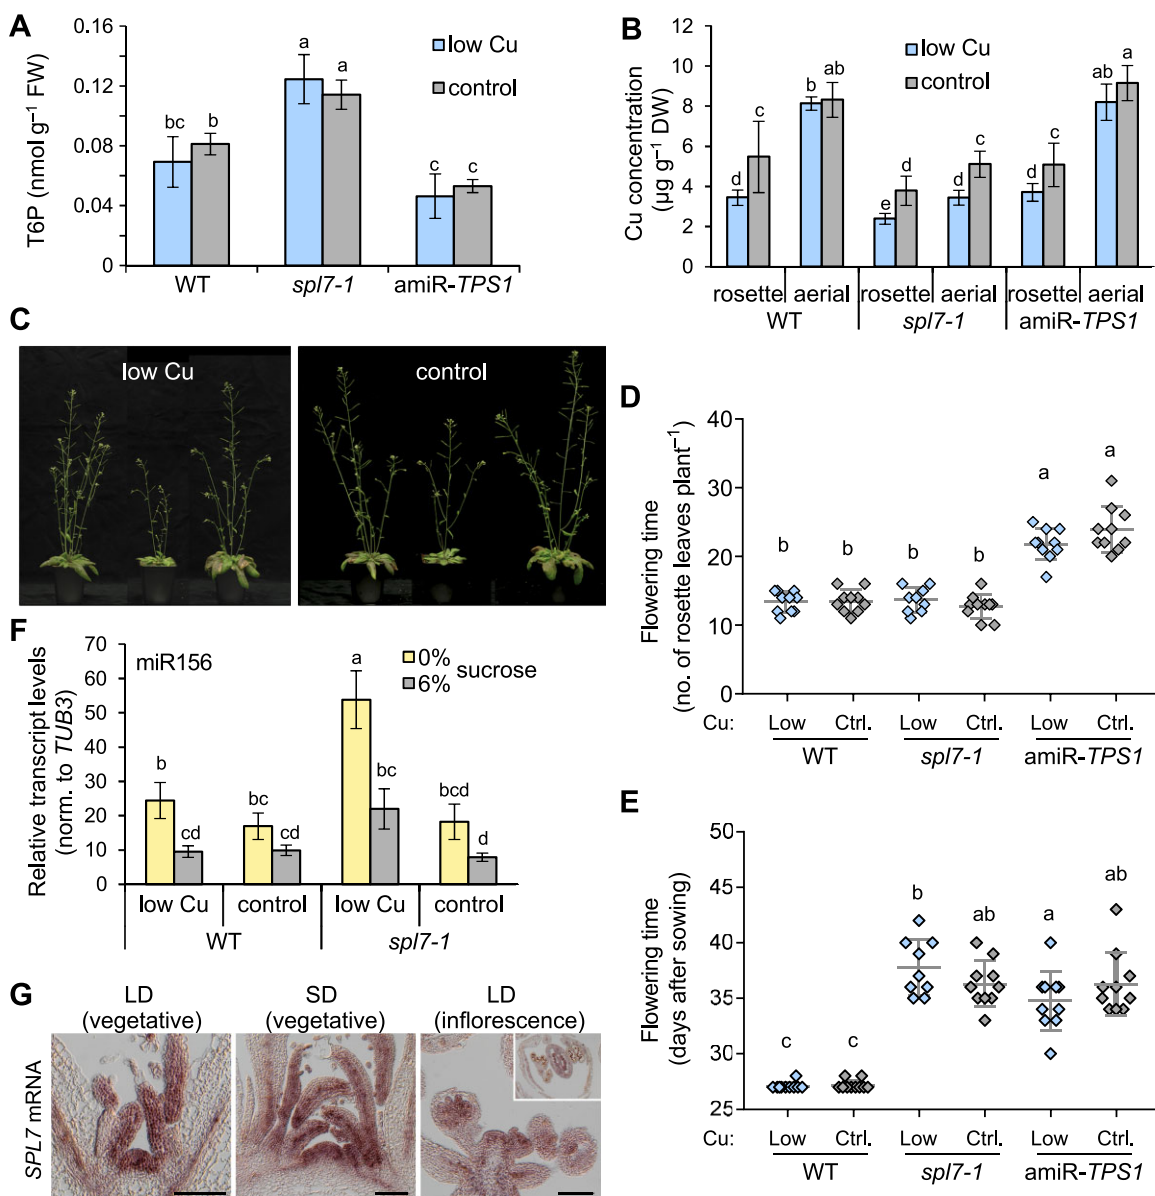 A
T6P (nmol g⁻¹ FW)
0.16
0.12
0.08
0.04
0
low Cu
control
bc
b
a
a
c
c
WT
spl7-1
amiR-TPS1
B
Cu concentration
(µg g⁻¹ DW)
12
10
8
6
4
2
0
low Cu
control
d
c
b
ab
e
d
d
c
d
c
ab
a
rosette
aerial
rosette
aerial
rosette
aerial
WT
spl7-1
amiR-TPS1
C
low Cu
control
D
Flowering time
(no. of rosette leaves plant⁻¹)
40
30
20
10
0
b
b
b
b
a
a
Cu:
Low
Ctrl.
Low
Ctrl.
Low
Ctrl.
WT
spl7-1
amiR-TPS1
F
Relative transcript levels
(norm. to TUB3)
70
60
50
40
30
20
10
0
miR156
0%
6%
sucrose
b
cd
bc
cd
a
bc
bcd
d
low Cu
control
low Cu
control
WT
spl7-1
E
Flowering time
(days after sowing)
50
45
40
35
30
25
c
c
b
ab
a
ab
Cu:
Low
Ctrl.
Low
Ctrl.
Low
Ctrl.
WT
spl7-1
amiR-TPS1
G
LD
(vegetative)
SD
(vegetative)
LD
(inflorescence)
SPL7 mRNA